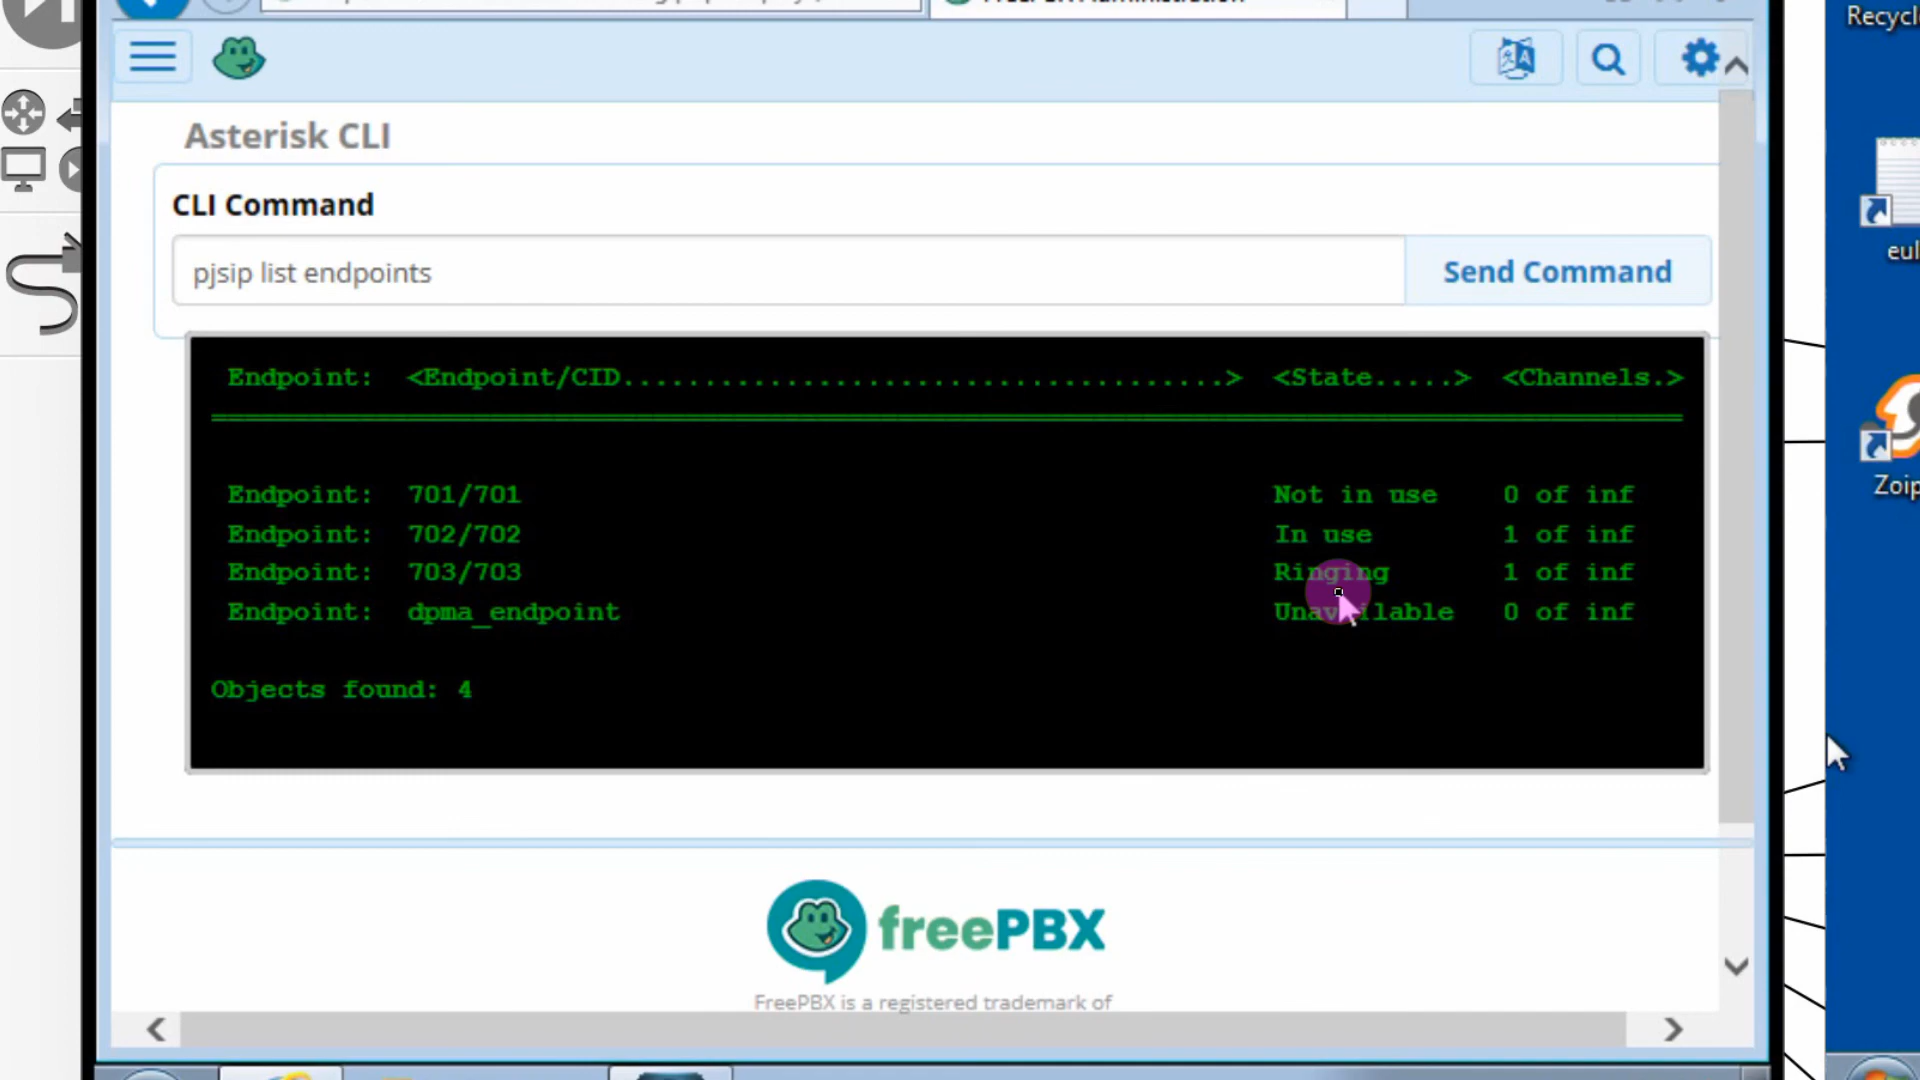 Recycl
Asterisk CLI
CLI Command
pjsip list endpoints
Send Command
eul
Endpoint: <Endpoint/CID.....................................> <State.....> <Channels.>
Endpoint: 701/701 Not in use 0 of inf
Endpoint: 702/702 In use 1 of inf
Endpoint: 703/703 Ringing 1 of inf
Endpoint: dpma_endpoint Unavailable 0 of inf
Zoip
Objects found: 4
freePBX
FreePBX is a registered trademark of